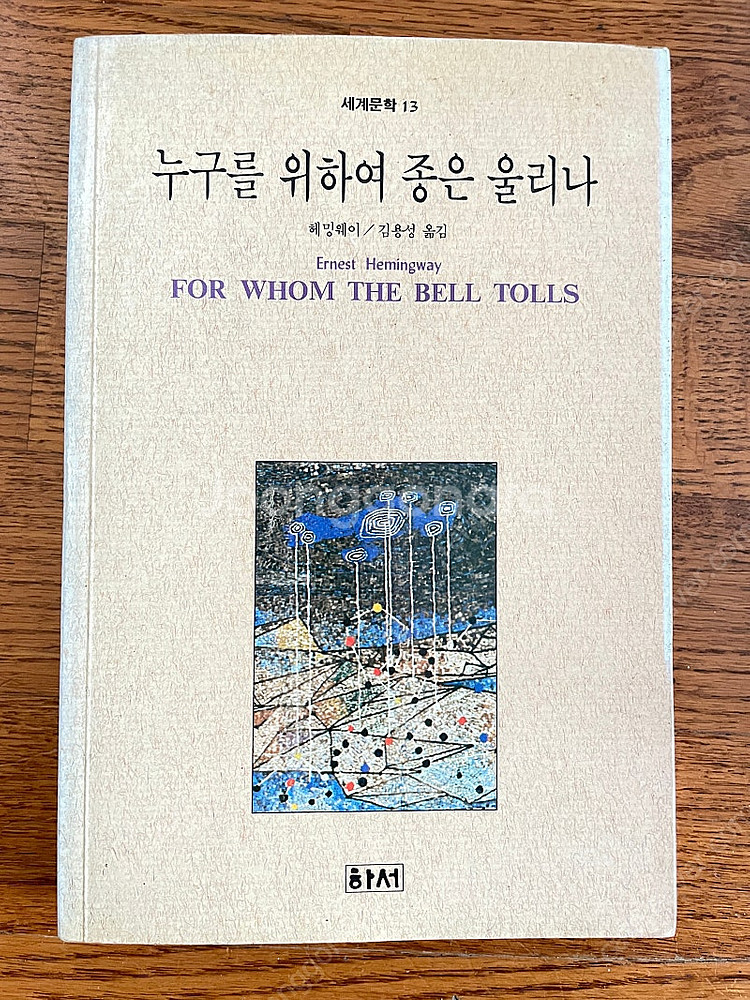 세계문학 13
누구를 위하여 종은 울리나
헤밍웨이 / 김용성 옮김
Ernest Hemingway
FOR WHOM THE BELL TOLLS
하서